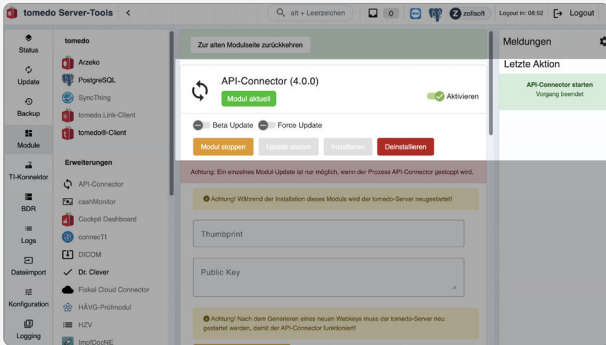 tomedo Server-Tools
alt + Leerzeichen
0
zollsoft
Logout in: 08:52
Logout
Status
Update
Backup
Module
TI-Konnektor
BDR
Logs
Dateiimport
Konfiguration
Logging
tomedo
Arzeko
PostgreSQL
SyncThing
tomedo.Link-Client
tomedo®-Client
Erweiterungen
API-Connector
cashMonitor
Cockpit Dashboard
connecTI
DICOM
Dr. Clever
Fiskal Cloud Connector
HÄVG-Prüfmodul
HZV
ImpfDocNE
Zur alten Modulseite zurückkehren
API-Connector (4.0.0)
Modul aktuell
Aktivieren
Beta Update
Force Update
Modul stoppen
Update starten
Installieren
Deinstallieren
Achtung: Ein einzelnes Modul-Update ist nur möglich, wenn der Prozess API-Connector gestoppt wird.
Achtung! Während der Installation dieses Moduls wird der tomedo-Server neugestartet!
Thumbprint
Public Key
Achtung! Nach dem Generieren eines neuen Webkeys muss der tomedo-Server neu
gestartet werden, damit der API-Connector funktioniert!
Meldungen
Letzte Aktion
API-Connector starten
Vorgang beendet